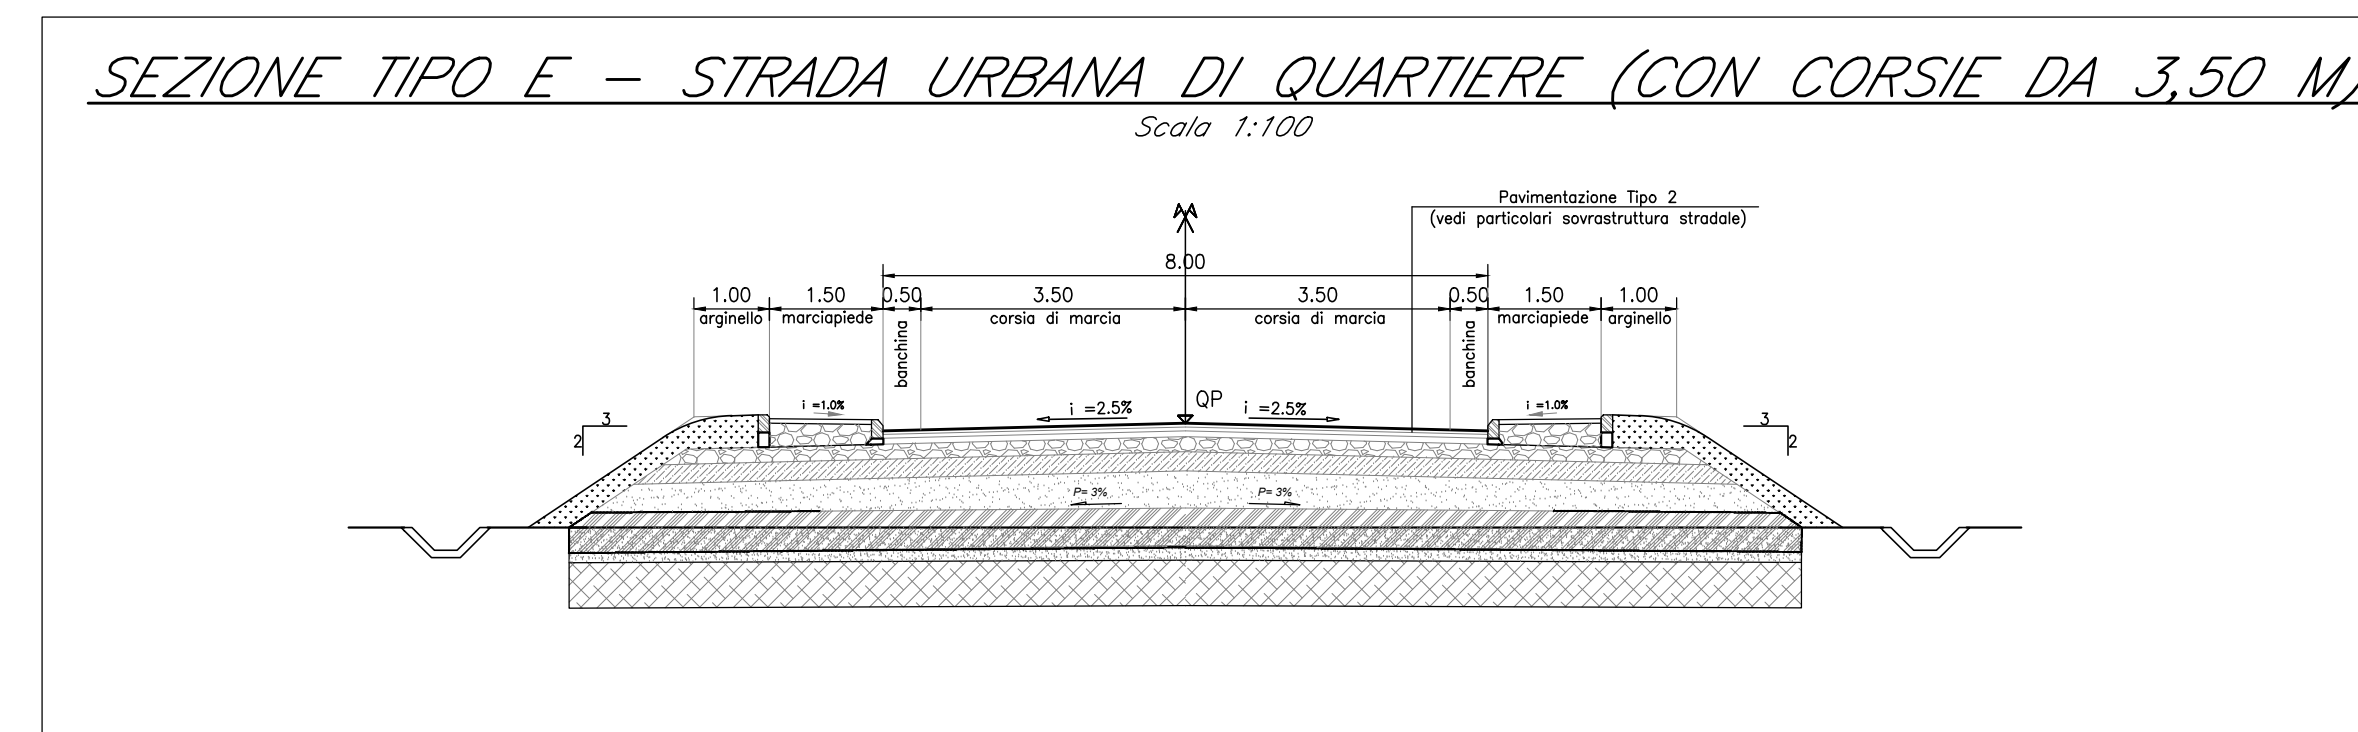 SEZIONE TIPO E - STRADA URBANA DI QUARTIERE (CON CORSIE DA 3,50 M)
Scala 1:100
Pavimentazione Tipo 2
(vedi particolari sovrastruttura stradale)
8.00
1.00 1.50 0.50 3.50 3.50 0.50 1.50 1.00
arginello marciapiede corsia di marcia corsia di marcia marciapiede arginello
banchina banchina
QP
i =1.0% i =2.5% i =2.5% i =1.0%
3 3
2 2
P= 3% P= 3%